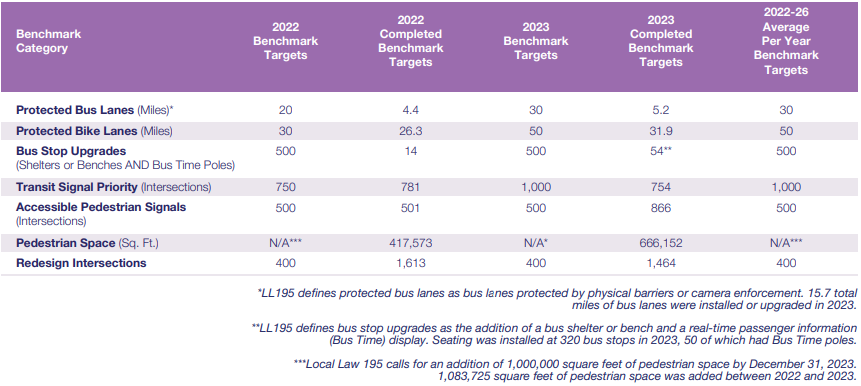 Benchmark Category
2022 Benchmark Targets
2022 Completed Benchmark Targets
2023 Benchmark Targets
2023 Completed Benchmark Targets
2022-26 Average Per Year Benchmark Targets
Protected Bus Lanes (Miles)* 20 4.4 30 5.2 30
Protected Bike Lanes (Miles) 30 26.3 50 31.9 50
Bus Stop Upgrades 500 14 500 54** 500
(Shelters or Benches AND Bus Time Poles)
Transit Signal Priority (Intersections) 750 781 1,000 754 1,000
Accessible Pedestrian Signals 500 501 500 866 500
(Intersections)
Pedestrian Space (Sq. Ft.) N/A*** 417,573 N/A* 666,152 N/A***
Redesign Intersections 400 1,613 400 1,464 400
*LL195 defines protected bus lanes as bus lanes protected by physical barriers or camera enforcement. 15.7 total
miles of bus lanes were installed or upgraded in 2023.
**LL195 defines bus stop upgrades as the addition of a bus shelter or bench and a real-time passenger information
(Bus Time) display. Seating was installed at 320 bus stops in 2023, 50 of which had Bus Time poles.
***Local Law 195 calls for an addition of 1,000,000 square feet of pedestrian space by December 31, 2023.
1,083,725 square feet of pedestrian space was added between 2022 and 2023.